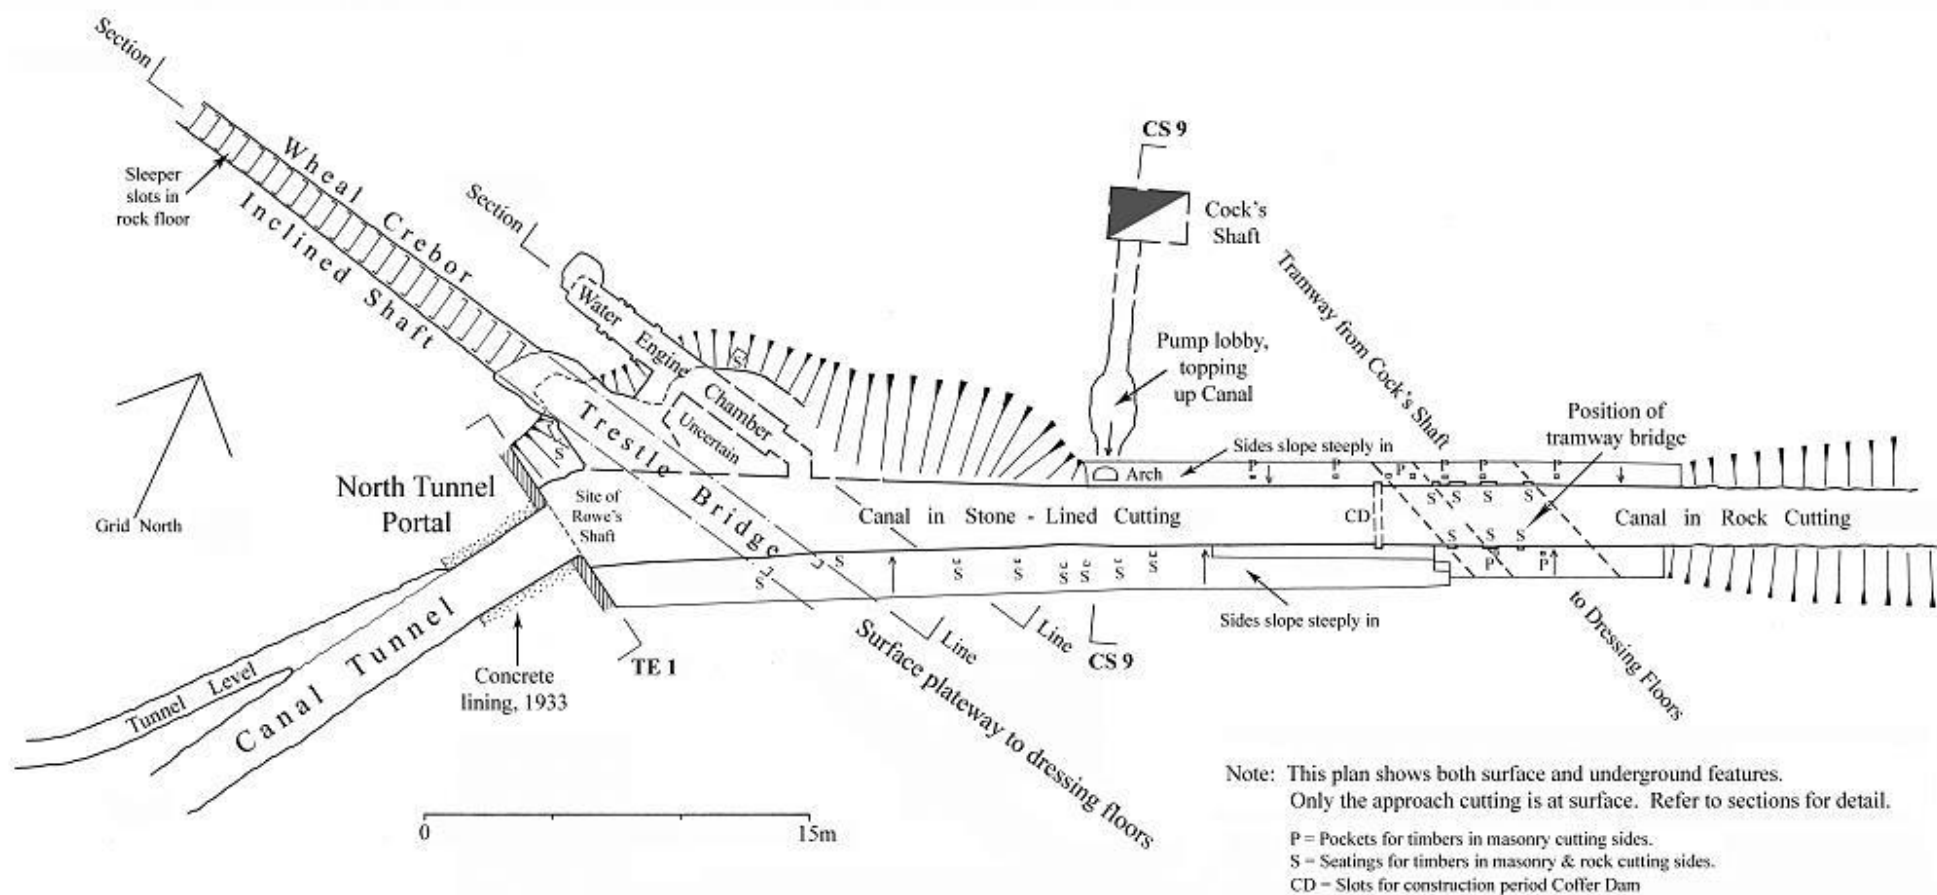 Section
Wheal Crebor
Inclined Shaft
Sleeper
slots in
rock floor
Section
Water Engine Chamber
Uncertain
S
S
Trestle Bridge
CS 9
Cock's
Shaft
Pump lobby,
topping
up Canal
Tramway from Cock's Shaft
Position of
tramway bridge
Sides slope steeply in
Arch
P P P P P P
S S S S
North Tunnel
Portal
Site of
Rowe's
Shaft
Canal in Stone - Lined Cutting
CD
Canal in Rock Cutting
S S S
S S S S S S S S
P P
Grid North
Tunnel Level
Canal Tunnel
Concrete
lining, 1933
TE 1
Line
Line
CS 9
Sides slope steeply in
to Dressing Floors
Surface plateway to dressing floors
0 15m
Note: This plan shows both surface and underground features.
Only the approach cutting is at surface. Refer to sections for detail.
P = Pockets for timbers in masonry cutting sides.
S = Seatings for timbers in masonry & rock cutting sides.
CD = Slots for construction period Coffer Dam